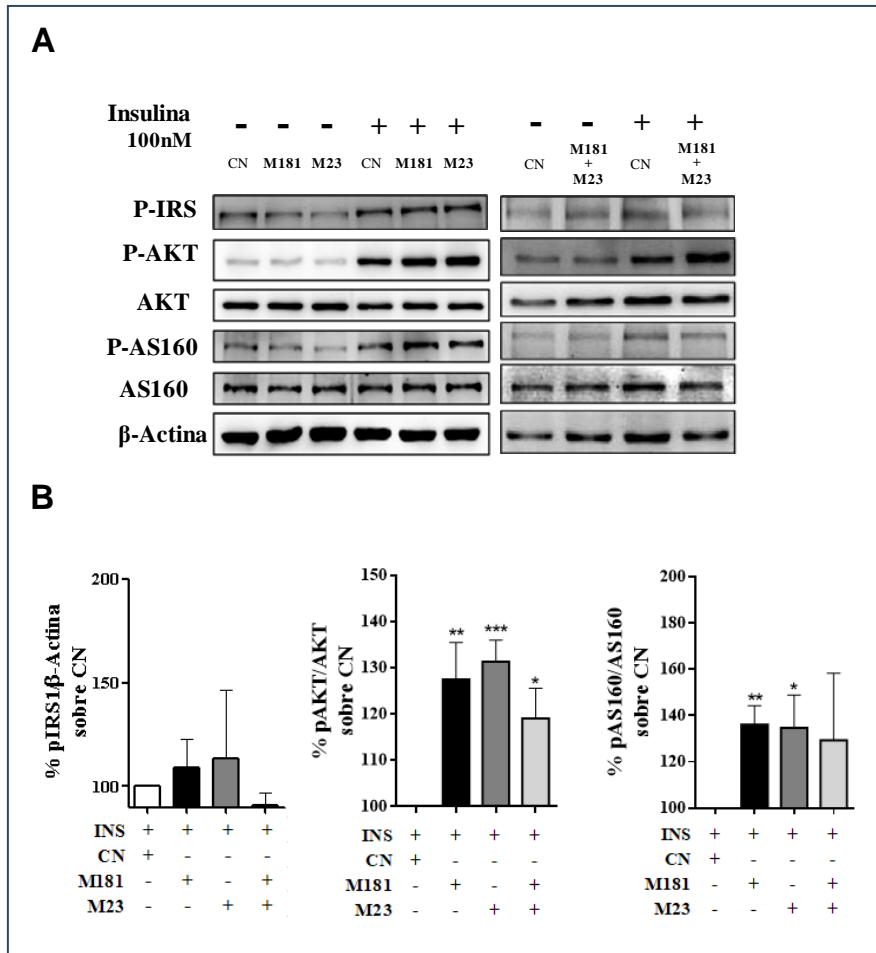 A
Insulina
100nM
- - - + + +
CN M181 M23 CN M181 M23
- - + +
CN M181 + M23 CN M181 + M23
P-IRS
P-AKT
AKT
P-AS160
AS160
β-Actina
B
% pIRS1/β-Actina
sobre CN
200
150
100
INS + + + +
CN + - - -
M181 - + - +
M23 - - + +
% pAKT/AKT
sobre CN
150
140
130
120
110
100
** *** *
INS + + + +
CN + - - -
M181 - + - +
M23 - - + +
% pAS160/AS160
sobre CN
200
180
160
140
120
100
** *
INS + + + +
CN + - - -
M181 - + - +
M23 - - + +